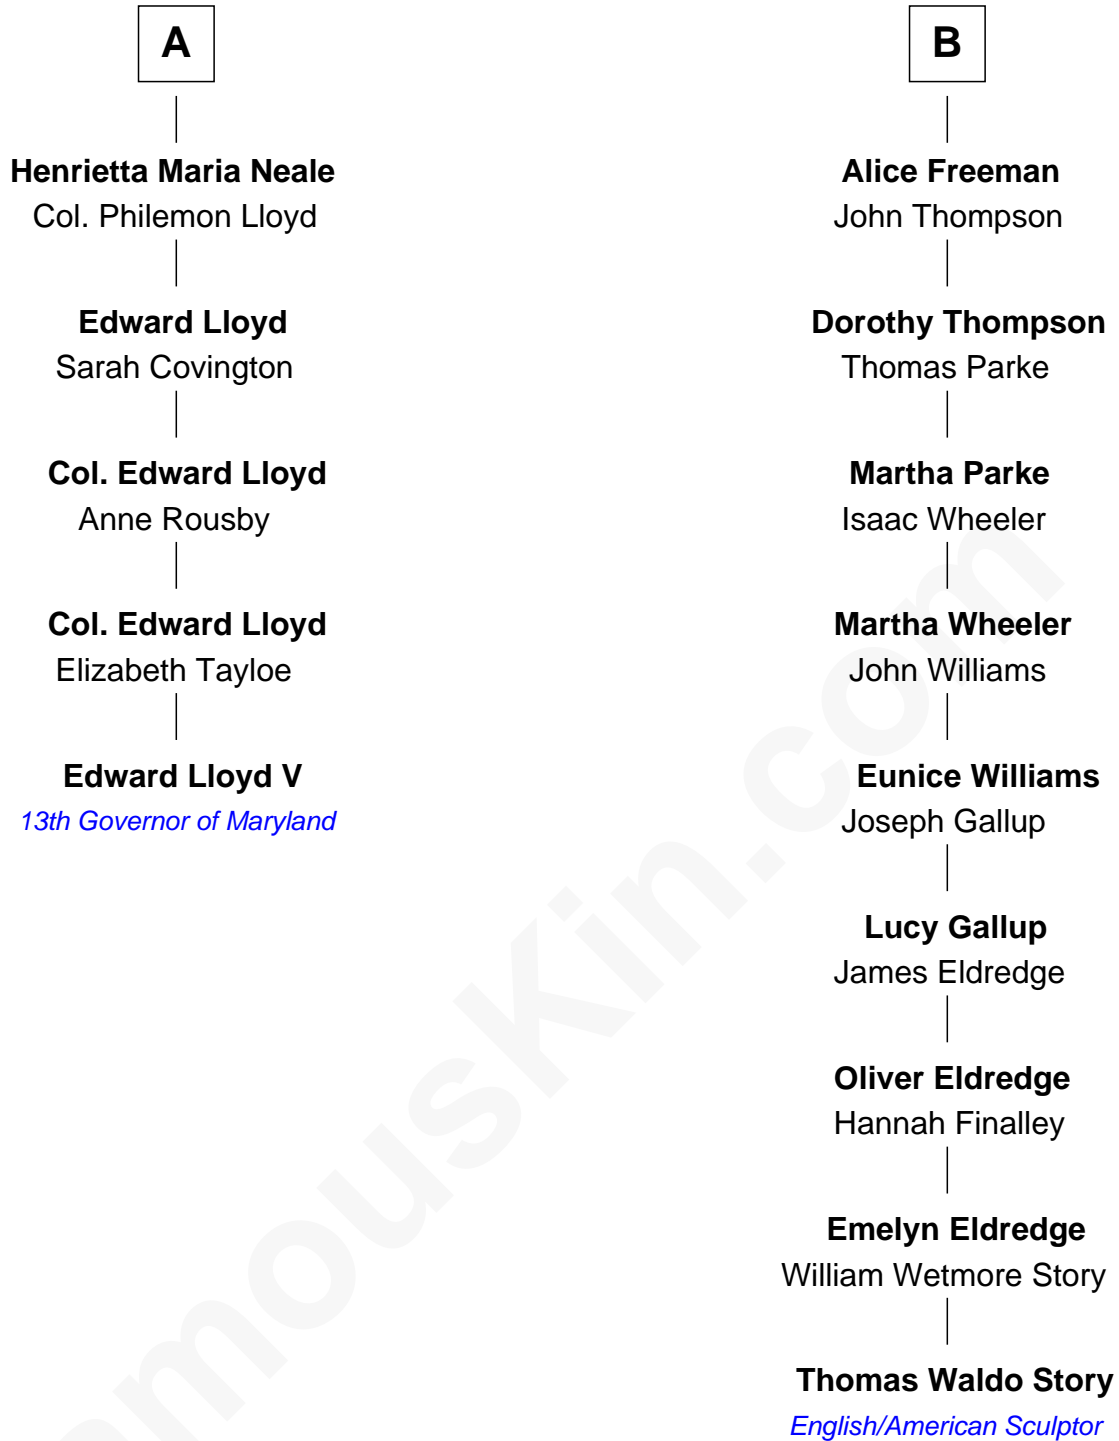 A
Henrietta Maria Neale
Col. Philemon Lloyd
Edward Lloyd
Sarah Covington
Col. Edward Lloyd
Anne Rousby
Col. Edward Lloyd
Elizabeth Tayloe
Edward Lloyd V
13th Governor of Maryland
B
Alice Freeman
John Thompson
Dorothy Thompson
Thomas Parke
Martha Parke
Isaac Wheeler
Martha Wheeler
John Williams
Eunice Williams
Joseph Gallup
Lucy Gallup
James Eldredge
Oliver Eldredge
Hannah Finalley
Emelyn Eldredge
William Wetmore Story
Thomas Waldo Story
English/American Sculptor
amouskin.com